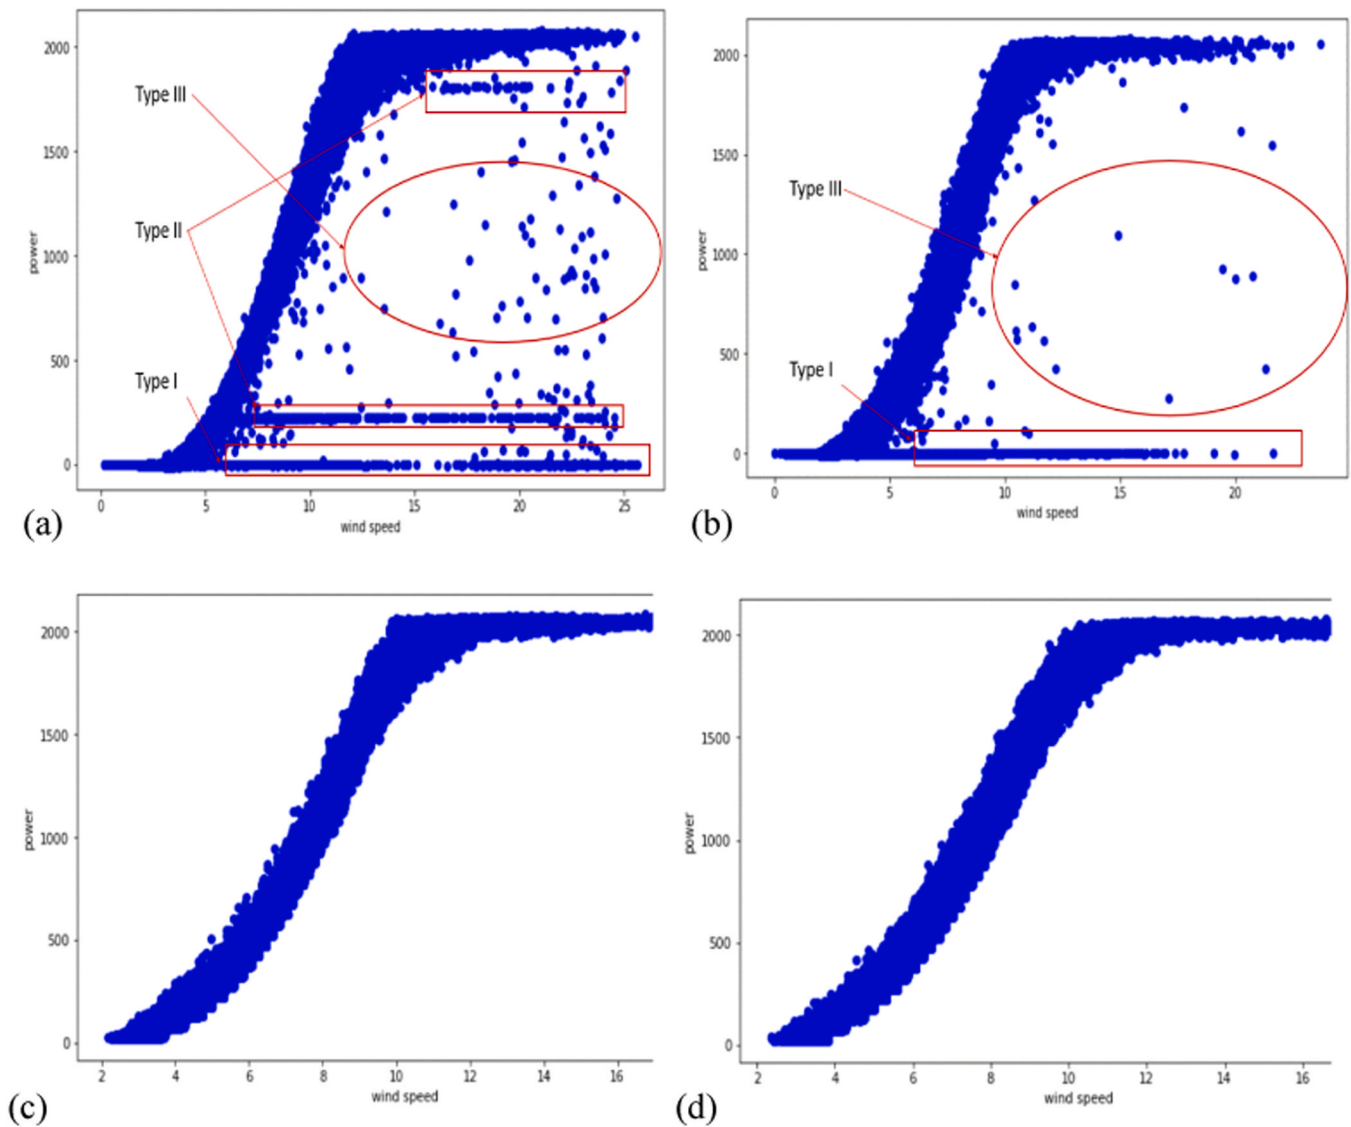 2000
1500
1000
500
0
power
Type III
Type II
Type I
0 5 10 15 20 25
wind speed
(a)
2000
1500
1000
500
0
power
Type III
Type I
0 5 10 15 20
wind speed
(b)
2000
1500
1000
500
0
power
2 4 6 8 10 12 14 16
wind speed
(c)
2000
1500
1000
500
0
power
2 4 6 8 10 12 14 16
wind speed
(d)